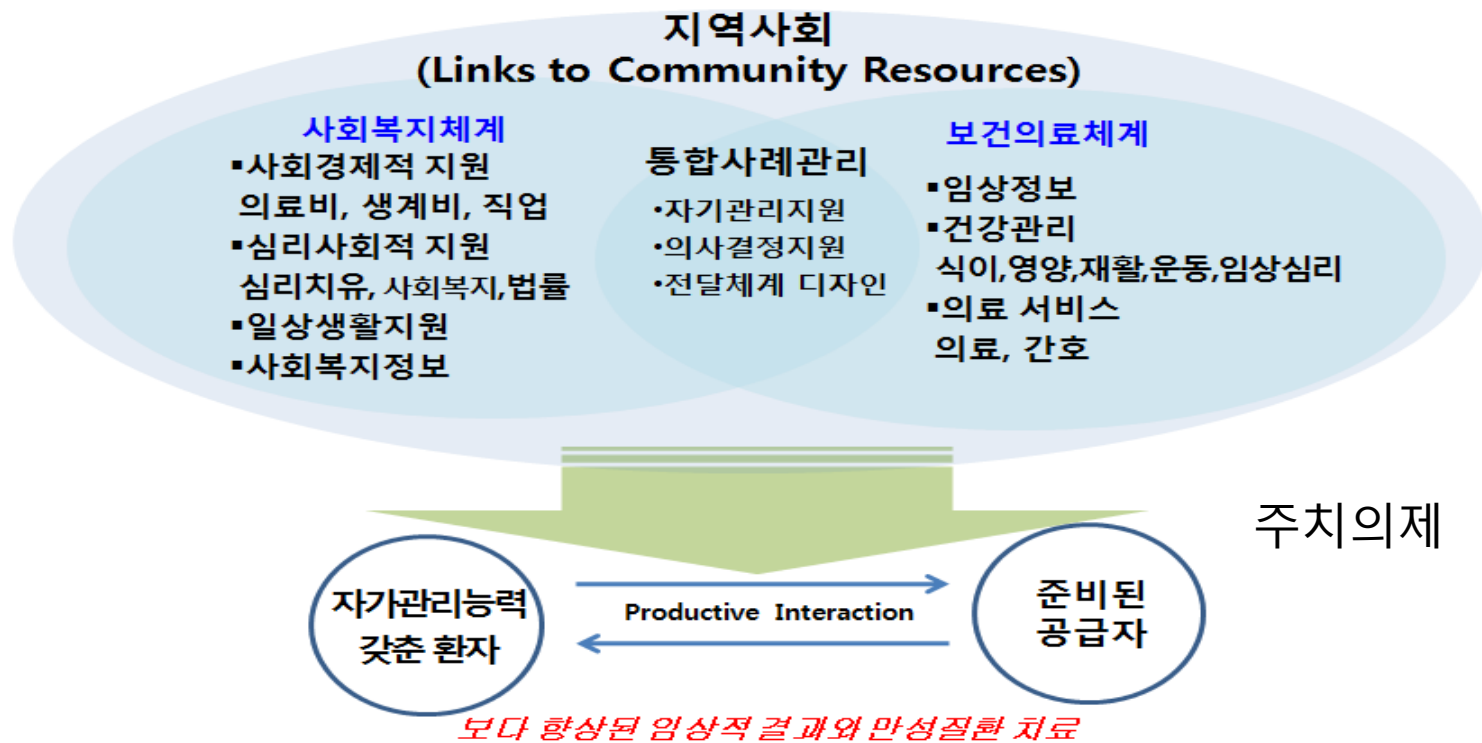 지역사회
(Links to Community Resources)
사회복지체계
▪사회경제적 지원
의료비, 생계비, 직업
▪심리사회적 지원
심리치유, 사회복지,법률
▪일상생활지원
▪사회복지정보
통합사례관리
•자기관리지원
•의사결정지원
•전달체계 디자인
보건의료체계
▪임상정보
▪건강관리
식이,영양,재활,운동,임상심리
▪의료 서비스
의료, 간호
주치의제
자가관리능력
갖춘 환자
Productive Interaction
준비된
공급자
보다 향상된 임상적 결과와 만성질환 치료